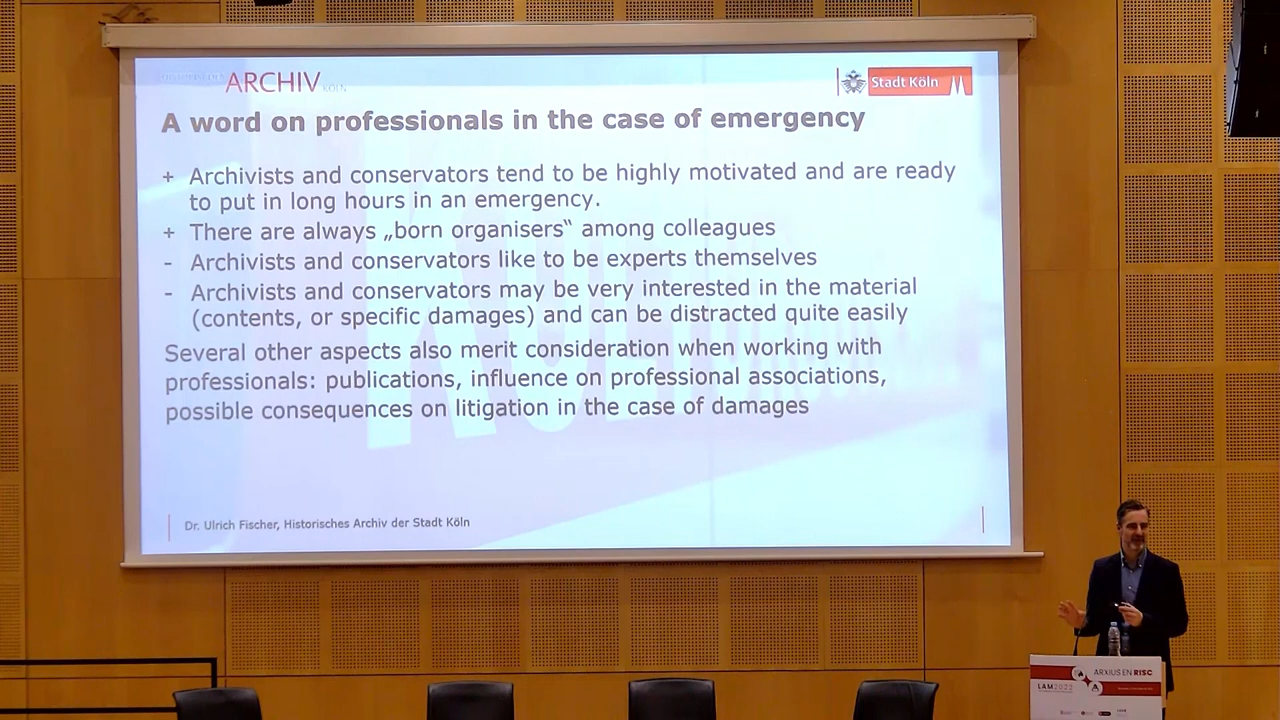 HISTORISCHES ARCHIV KÖLN
Stadt Köln
A word on professionals in the case of emergency
+ Archivists and conservators tend to be highly motivated and are ready
to put in long hours in an emergency.
+ There are always „born organisers“ among colleagues
- Archivists and conservators like to be experts themselves
- Archivists and conservators may be very interested in the material
(contents, or specific damages) and can be distracted quite easily
Several other aspects also merit consideration when working with
professionals: publications, influence on professional associations,
possible consequences on litigation in the case of damages
Dr. Ulrich Fischer, Historisches Archiv der Stadt Köln
ARXIUS EN RISC
LAM2022